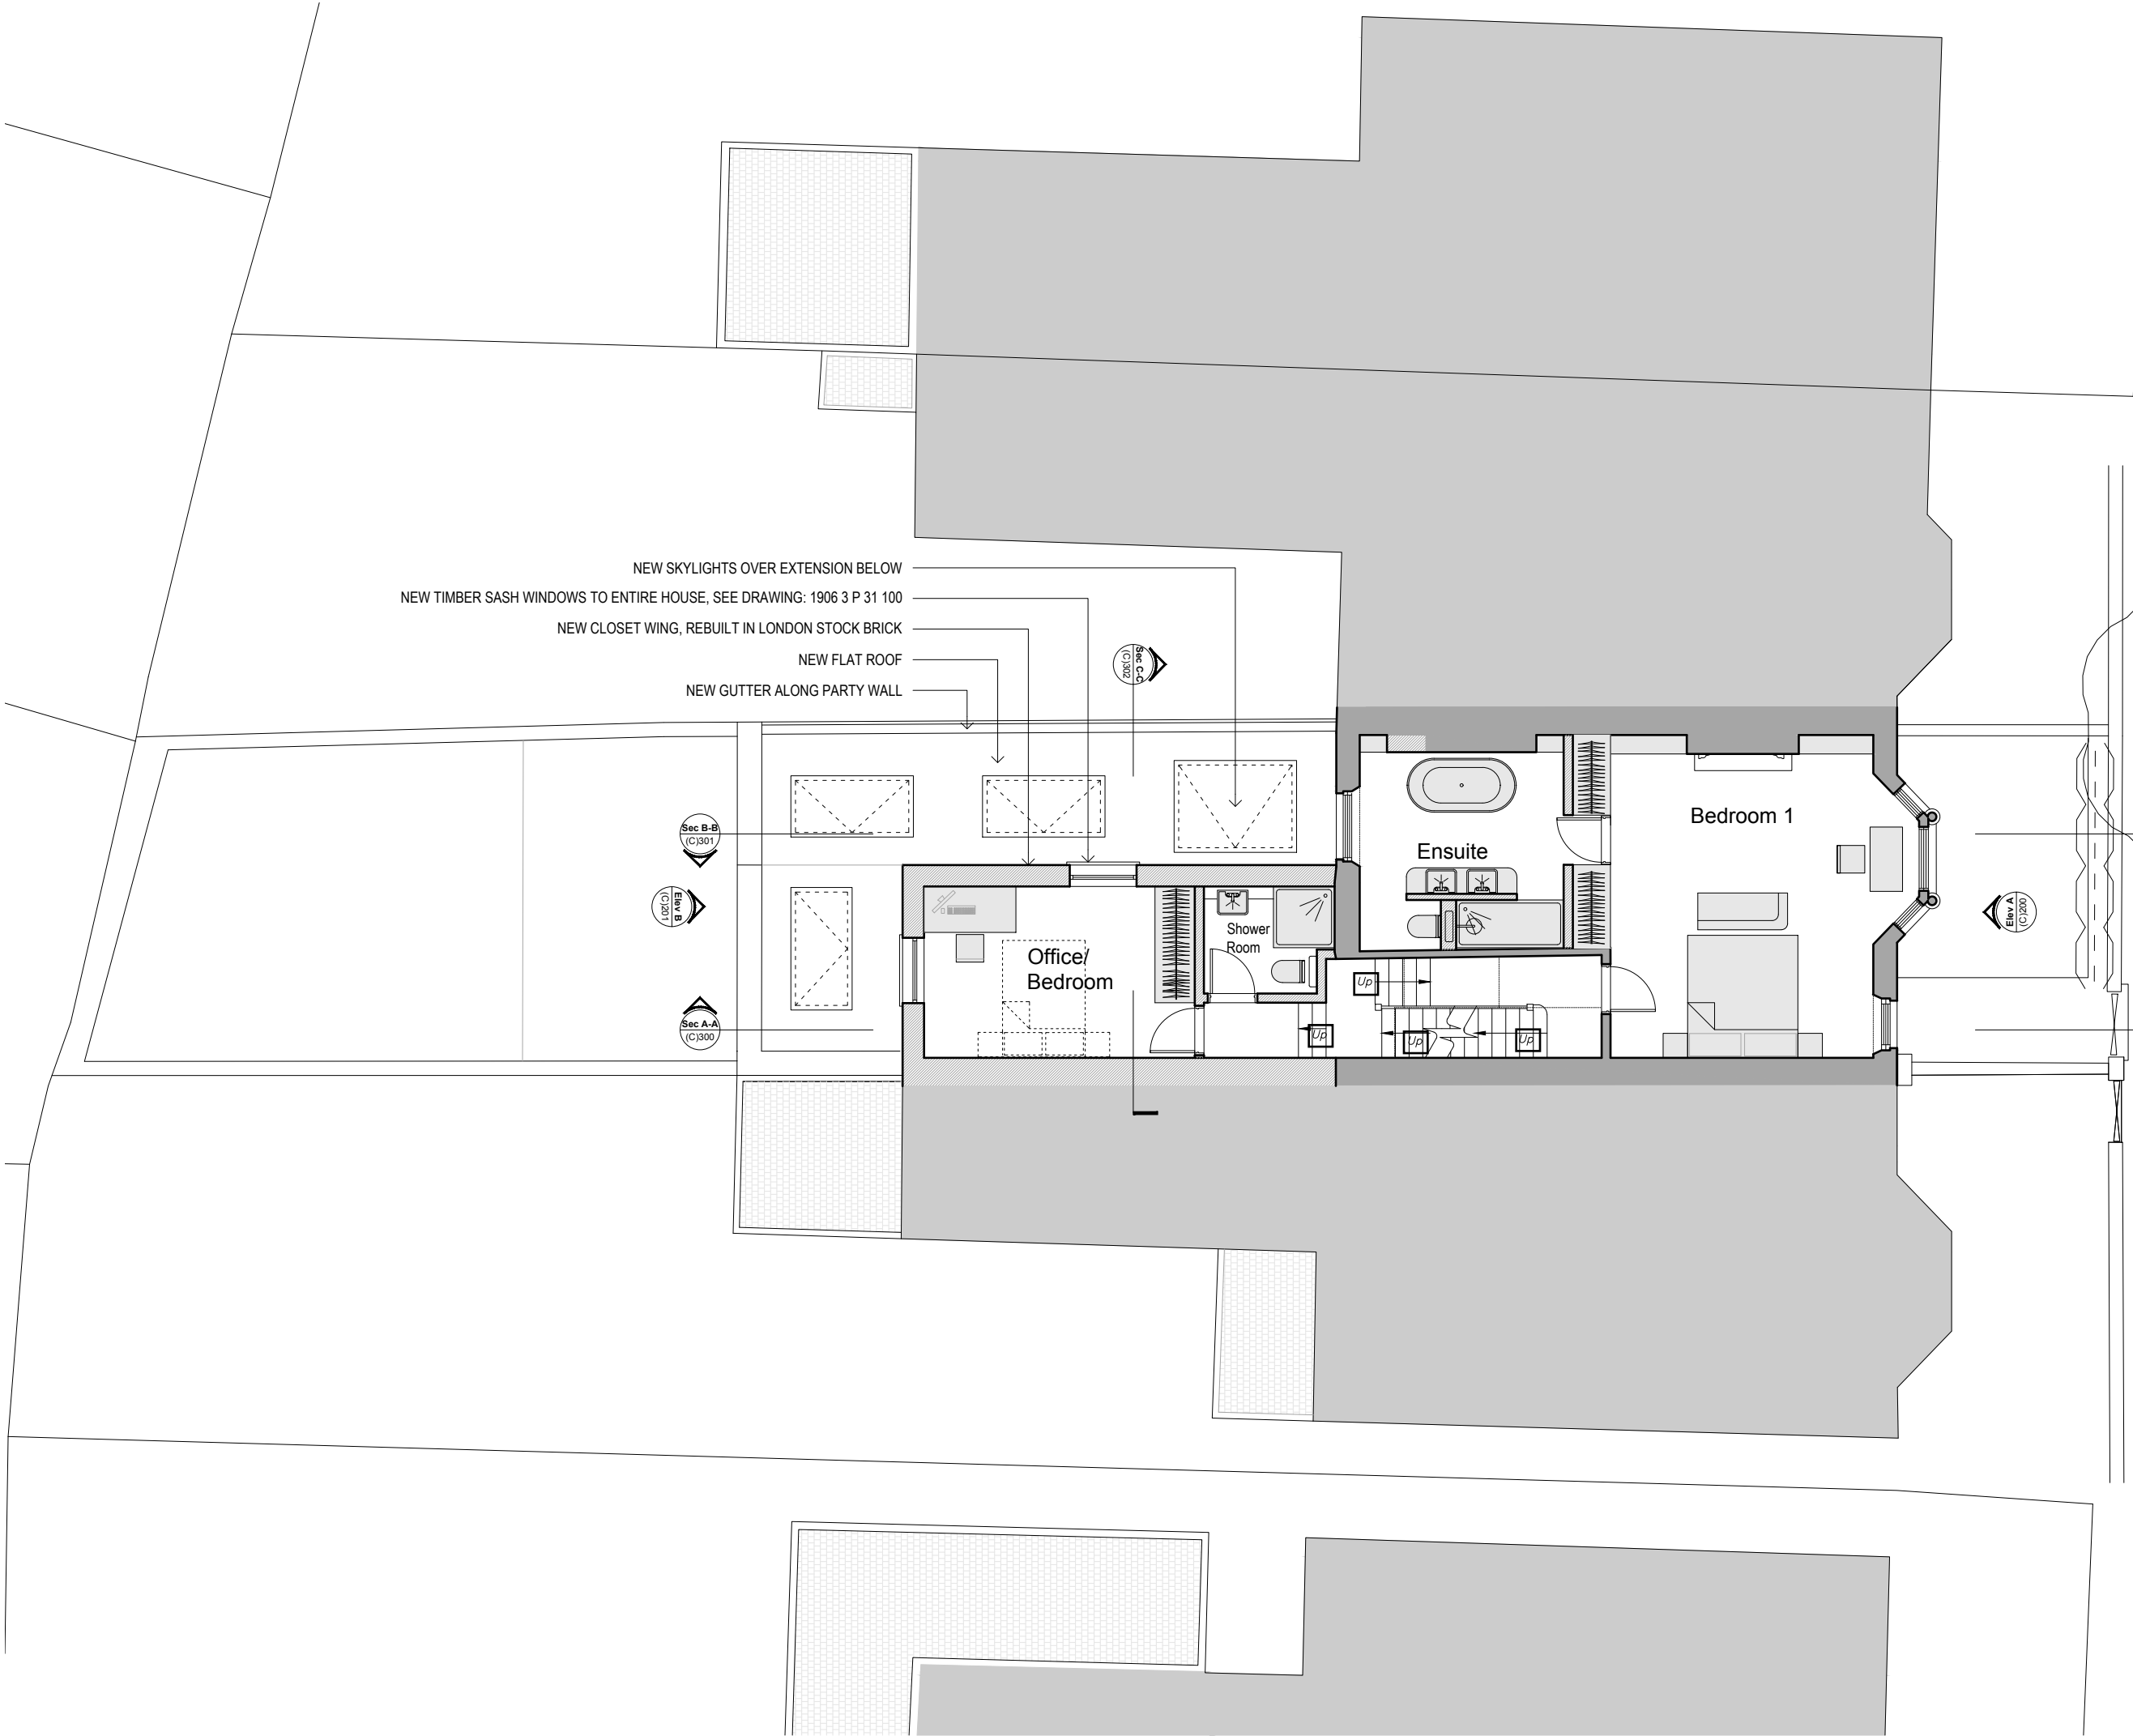 NEW SKYLIGHTS OVER EXTENSION BELOW
NEW TIMBER SASH WINDOWS TO ENTIRE HOUSE, SEE DRAWING: 1906 3 P 31 100
NEW CLOSET WING, REBUILT IN LONDON STOCK BRICK
NEW FLAT ROOF
NEW GUTTER ALONG PARTY WALL
Sec C-C
(C)302
Sec B-B
(C)301
Elev B
(C)201
Sec A-A
(C)300
Elev A
(C)200
Bedroom 1
Ensuite
Shower
Room
Office/
Bedroom
Up
Up
Up
Up